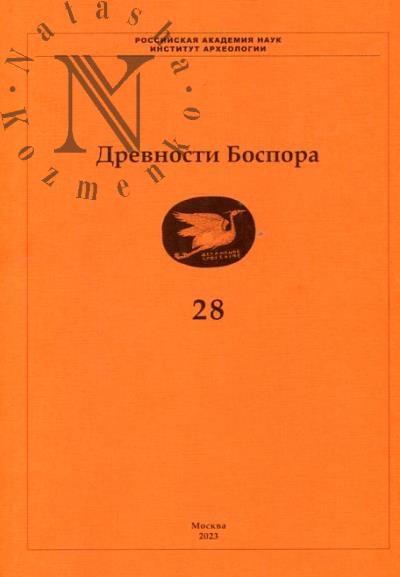 РОССИЙСКАЯ АКАДЕМИЯ НАУК
ИНСТИТУТ АРХЕОЛОГИИ
Natasha Kozmenko
N
Древности Боспора
28
Москва
2023